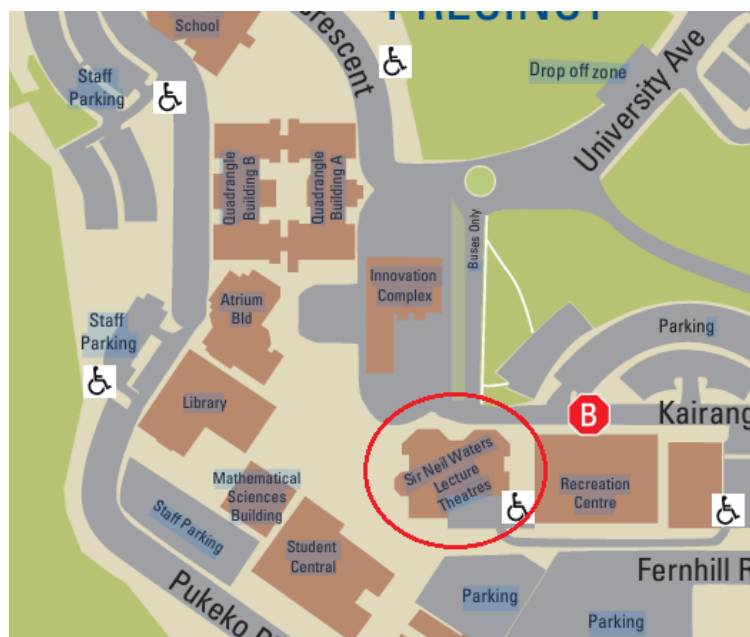 PRECINCT
School
rescent
Staff
Parking
Drop off zone
University Ave
Quadrangle
Building B
Quadrangle
Building A
Buses Only
Innovation
Complex
Atrium
Bld
Staff
Parking
Parking
Library
B
Kairang
Sir Neil Waters
Lecture
Theatres
Recreation
Centre
Mathematical
Sciences
Building
Staff Parking
Student
Central
Fernhill R
Pukeko
Parking
Parking